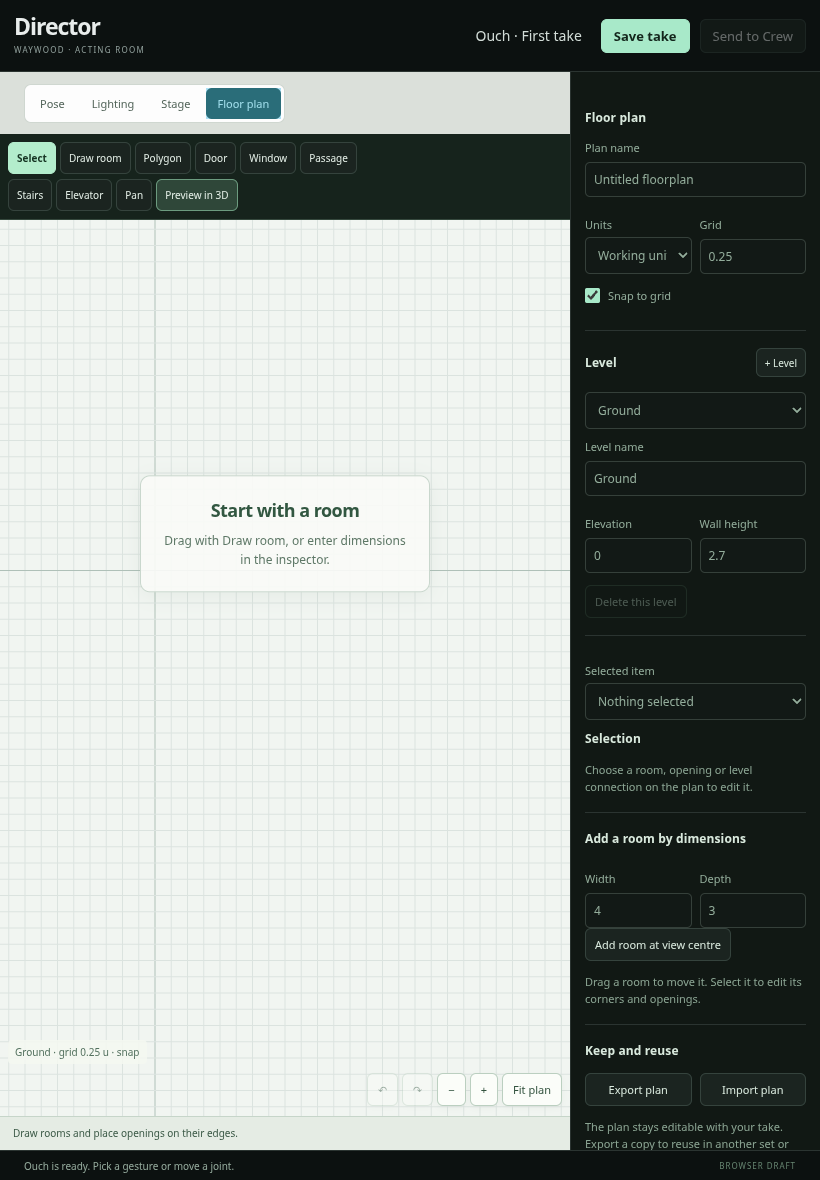 Director
WAYWOOD · ACTING ROOM
Ouch · First take
Save take
Send to Crew
Pose
Lighting
Stage
Floor plan
Select
Draw room
Polygon
Door
Window
Passage
Stairs
Elevator
Pan
Preview in 3D
Start with a room
Drag with Draw room, or enter dimensions
in the inspector.
Ground · grid 0.25 u · snap
↶
↷
−
+
Fit plan
Draw rooms and place openings on their edges.
Floor plan
Plan name
Untitled floorplan
Units
Grid
Working uni
0.25
Snap to grid
Level
+ Level
Ground
Level name
Ground
Elevation
Wall height
0
2.7
Delete this level
Selected item
Nothing selected
Selection
Choose a room, opening or level
connection on the plan to edit it.
Add a room by dimensions
Width
Depth
4
3
Add room at view centre
Drag a room to move it. Select it to edit its
corners and openings.
Keep and reuse
Export plan
Import plan
The plan stays editable with your take.
Export a copy to reuse in another set or
Ouch is ready. Pick a gesture or move a joint.
BROWSER DRAFT